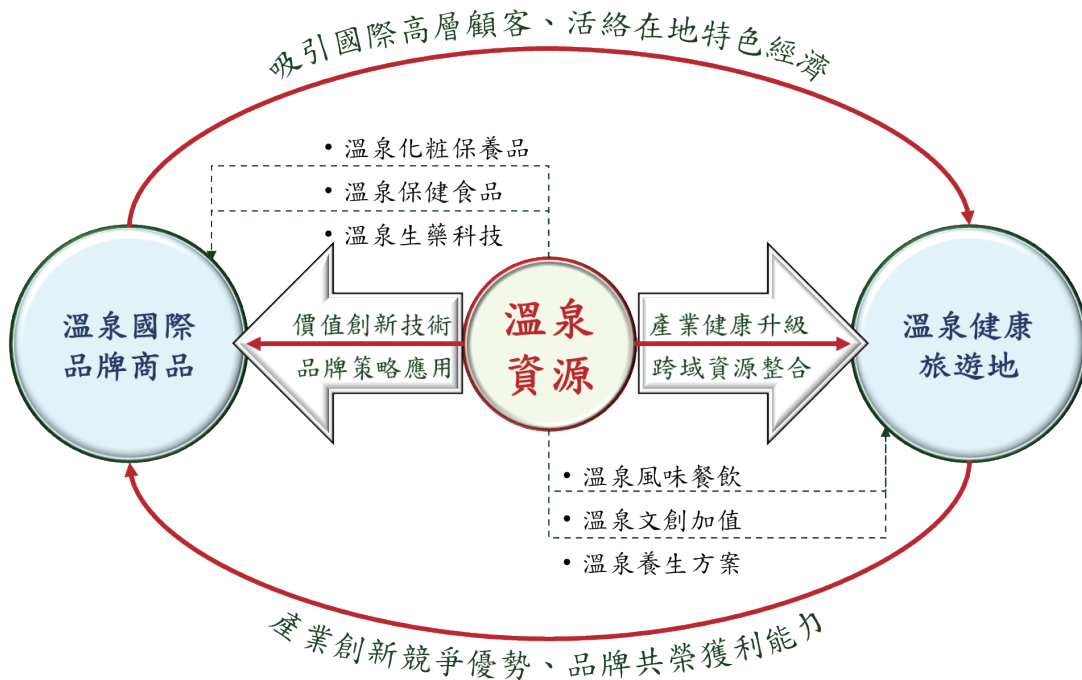 吸引國際高層顧客、活絡在地特色經濟
• 溫泉化粧保養品
• 溫泉保健食品
• 溫泉生藥科技
溫泉國際
品牌商品
價值創新技術
品牌策略應用
溫泉
資源
產業健康升級
跨域資源整合
溫泉健康
旅遊地
• 溫泉風味餐飲
• 溫泉文創加值
• 溫泉養生方案
產業創新競爭優勢、品牌共榮獲利能力